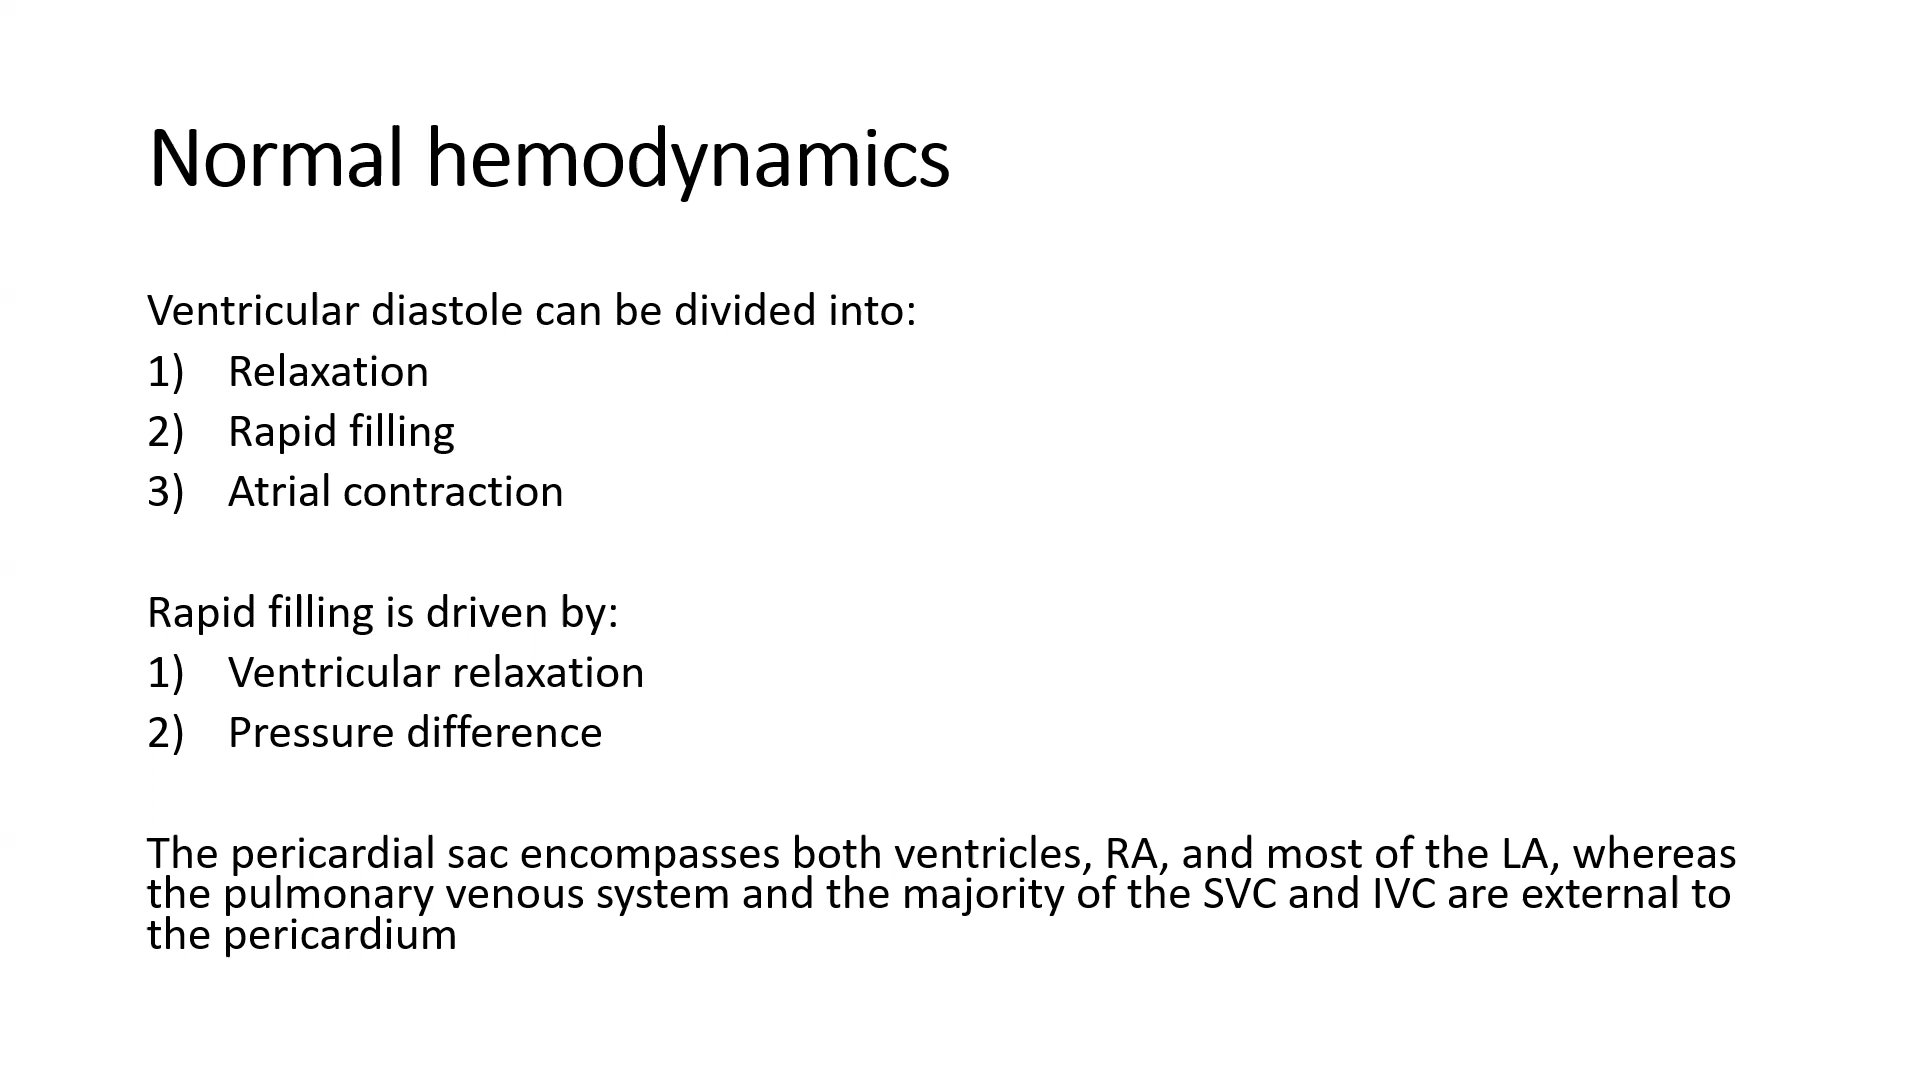 Normal hemodynamics
Ventricular diastole can be divided into:
1) Relaxation
2) Rapid filling
3) Atrial contraction
Rapid filling is driven by:
1) Ventricular relaxation
2) Pressure difference
The pericardial sac encompasses both ventricles, RA, and most of the LA, whereas
the pulmonary venous system and the majority of the SVC and IVC are external to
the pericardium